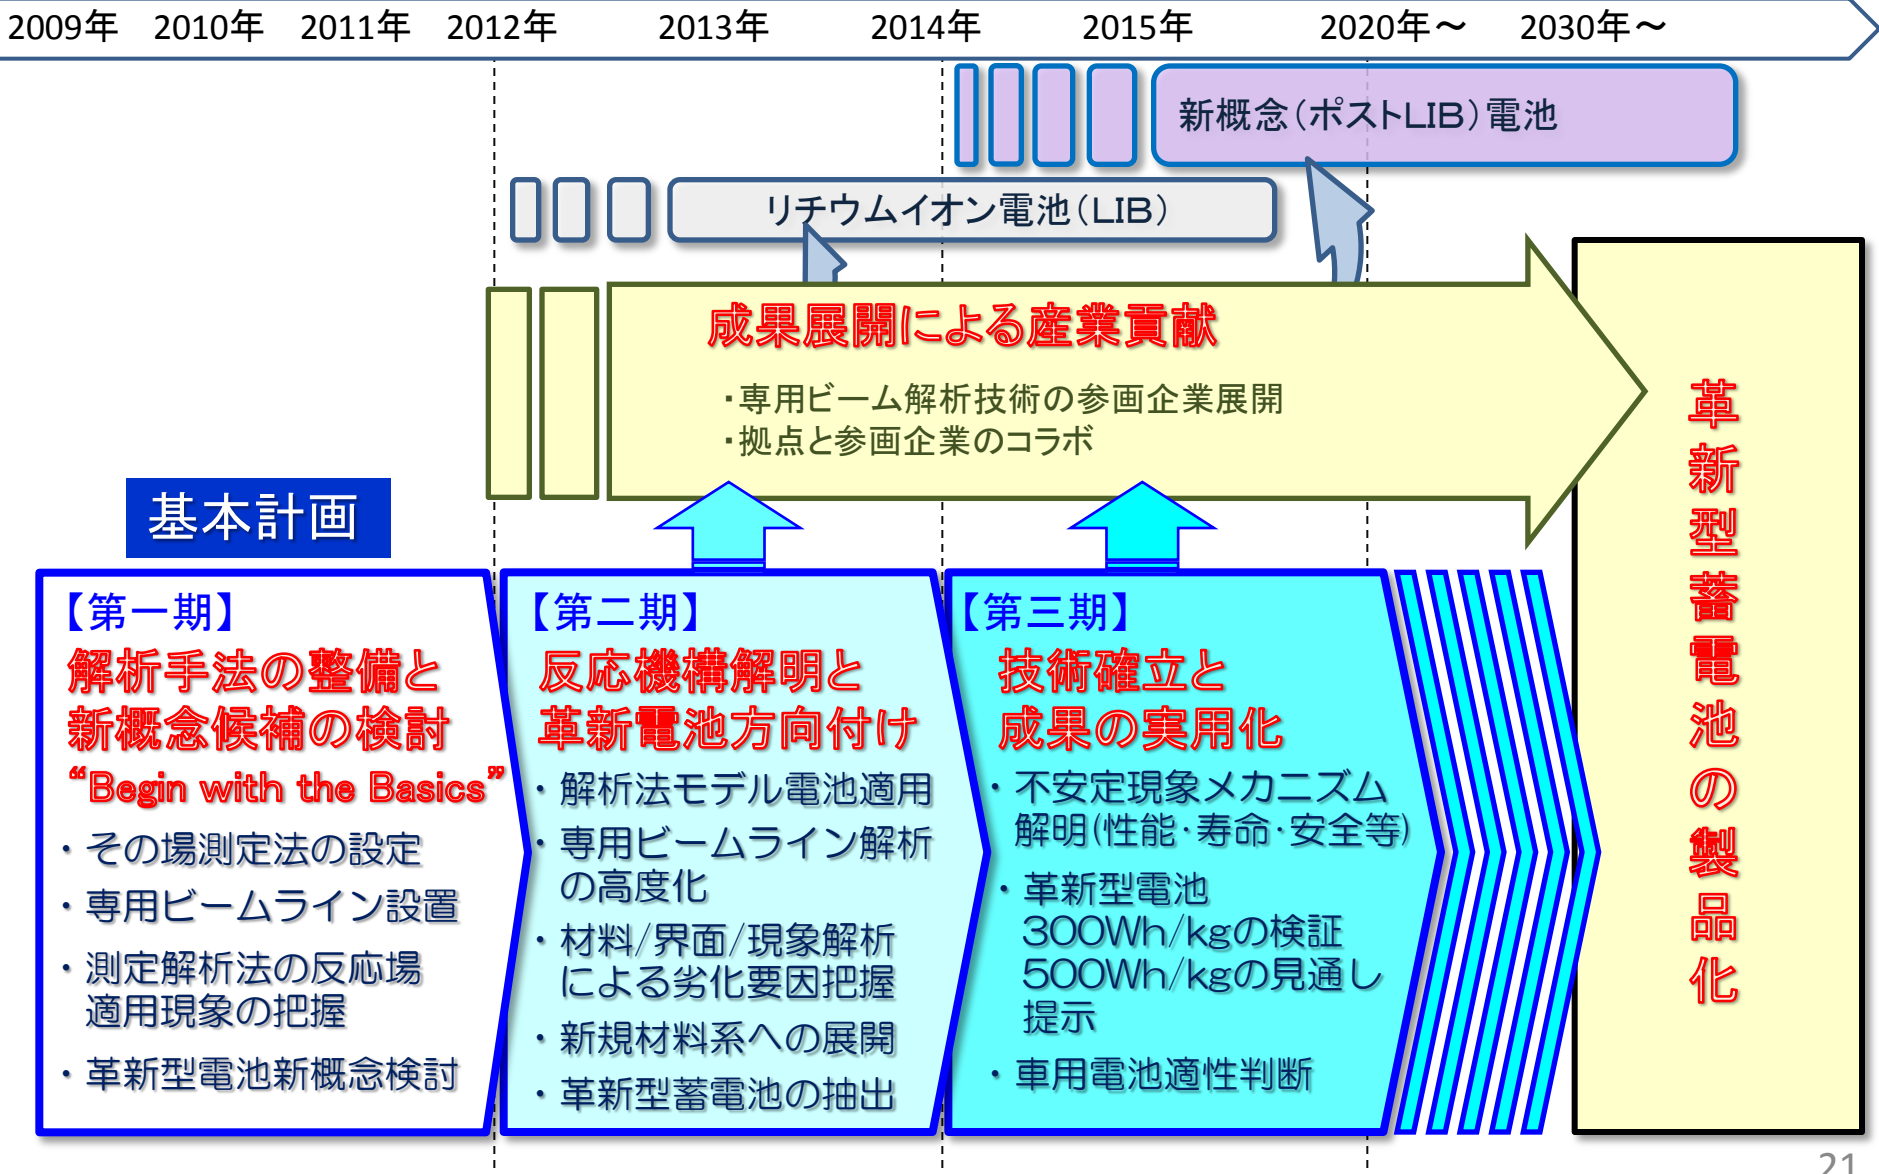 2009年 2010年 2011年 2012年 2013年 2014年 2015年 2020年～ 2030年～
新概念(ポストLIB)電池
リチウムイオン電池(LIB)
成果展開による産業貢献
・専用ビーム解析技術の参画企業展開
・拠点と参画企業のコラボ
基本計画
【第一期】
解析手法の整備と
新概念候補の検討
“Begin with the Basics”
・その場測定法の設定
・専用ビームライン設置
・測定解析法の反応場
適用現象の把握
・革新型電池新概念検討
【第二期】
反応機構解明と
革新電池方向付け
・解析法モデル電池適用
・専用ビームライン解析
の高度化
・材料/界面/現象解析
による劣化要因把握
・新規材料系への展開
・革新型蓄電池の抽出
【第三期】
技術確立と
成果の実用化
・不安定現象メカニズム
解明(性能・寿命・安全等)
・革新型電池
300Wh/kgの検証
500Wh/kgの見通し
提示
・車用電池適性判断
革新型蓄電池の製品化
21